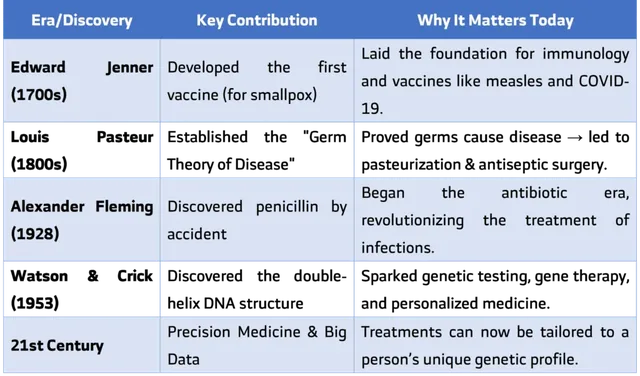 Era/Discovery Key Contribution Why It Matters Today
Edward Jenner
(1700s)
Developed the first
vaccine (for smallpox)
Laid the foundation for immunology
and vaccines like measles and COVID-
19.
Louis Pasteur
(1800s)
Established the "Germ
Theory of Disease"
Proved germs cause disease → led to
pasteurization & antiseptic surgery.
Alexander Fleming
(1928)
Discovered penicillin by
accident
Began the antibiotic era,
revolutionizing the treatment of
infections.
Watson & Crick
(1953)
Discovered the double-
helix DNA structure
Sparked genetic testing, gene therapy,
and personalized medicine.
21st Century
Precision Medicine & Big
Data
Treatments can now be tailored to a
person’s unique genetic profile.